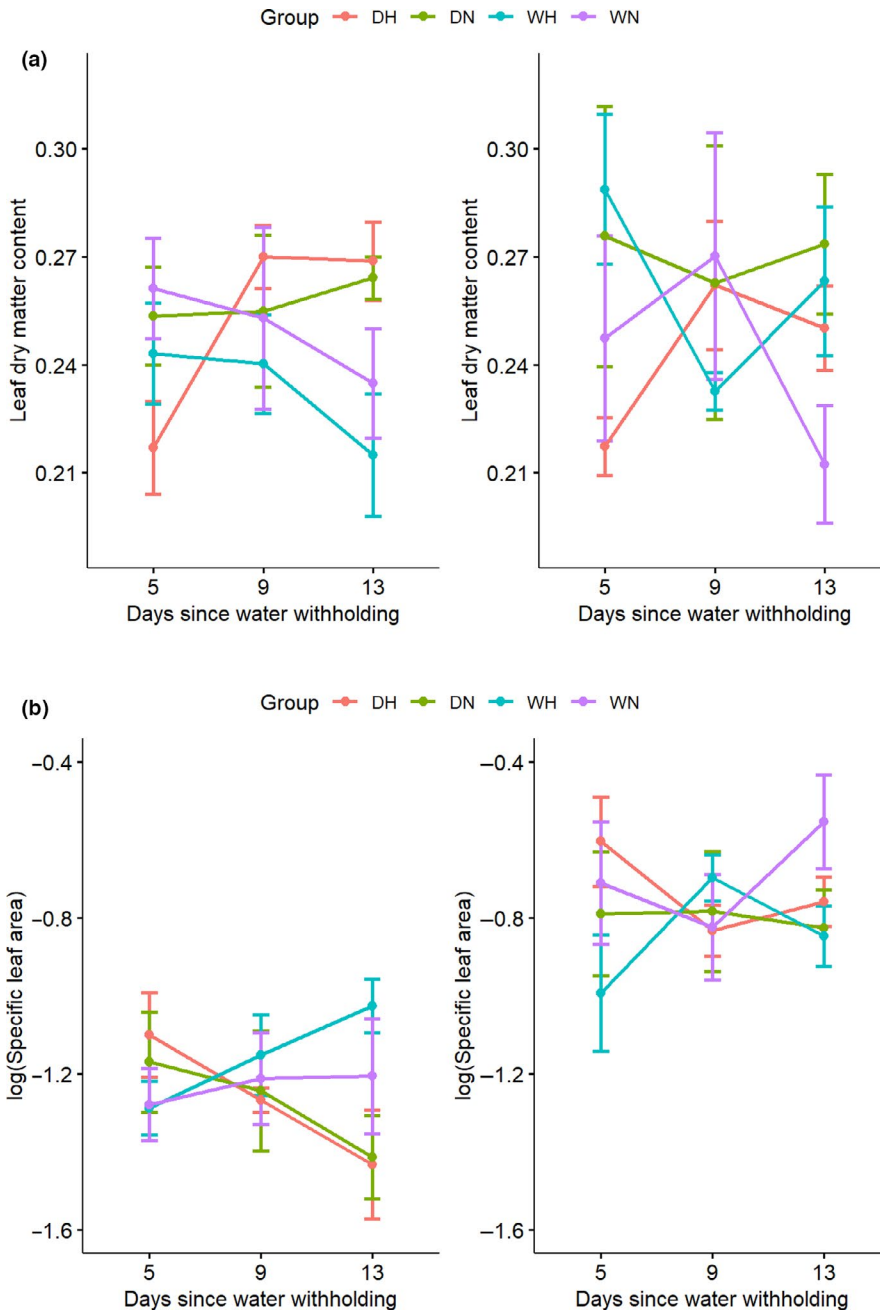 Group DH DN WH WN
(a)
Leaf dry matter content
0.30
0.27
0.24
0.21
5 9 13
Days since water withholding
Leaf dry matter content
0.30
0.27
0.24
0.21
5 9 13
Days since water withholding
Group DH DN WH WN
(b)
log(Specific leaf area)
−0.4
−0.8
−1.2
−1.6
5 9 13
Days since water withholding
log(Specific leaf area)
−0.4
−0.8
−1.2
−1.6
5 9 13
Days since water withholding